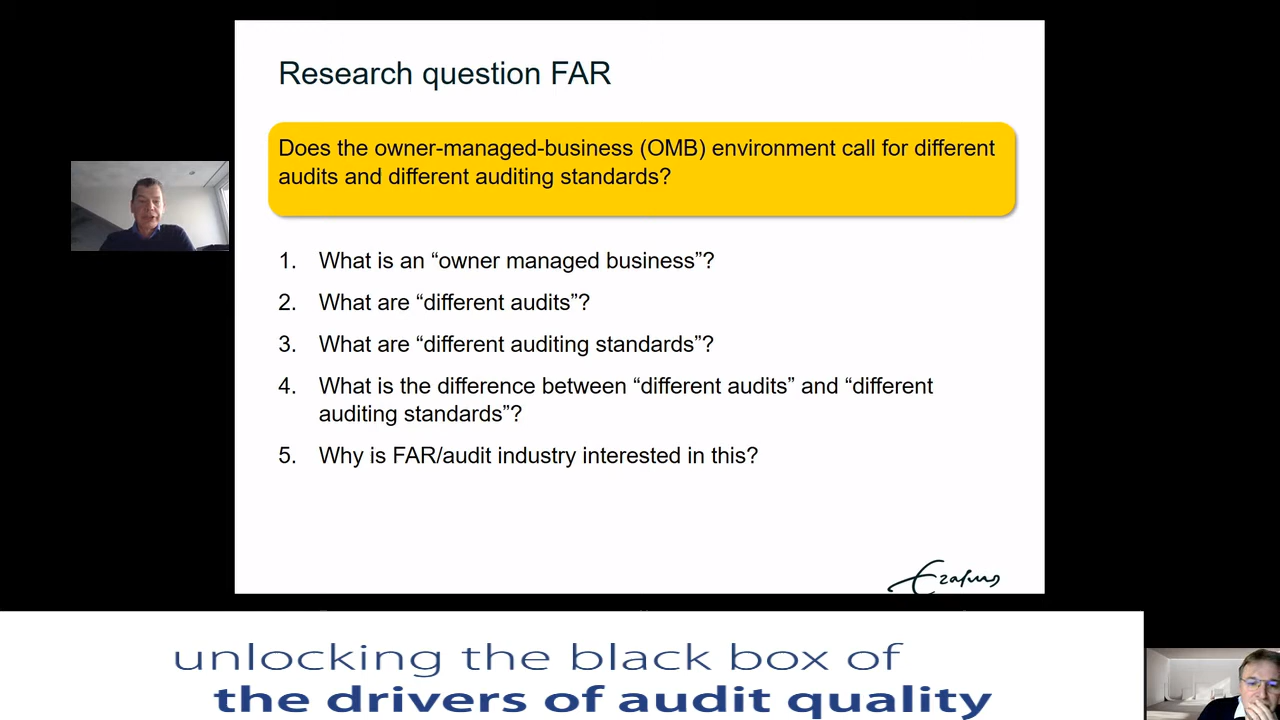 Research question FAR
Does the owner-managed-business (OMB) environment call for different
audits and different auditing standards?
1. What is an “owner managed business”?
2. What are “different audits”?
3. What are “different auditing standards”?
4. What is the difference between “different audits” and “different
auditing standards”?
5. Why is FAR/audit industry interested in this?
Erasmus
unlocking the black box of
the drivers of audit quality